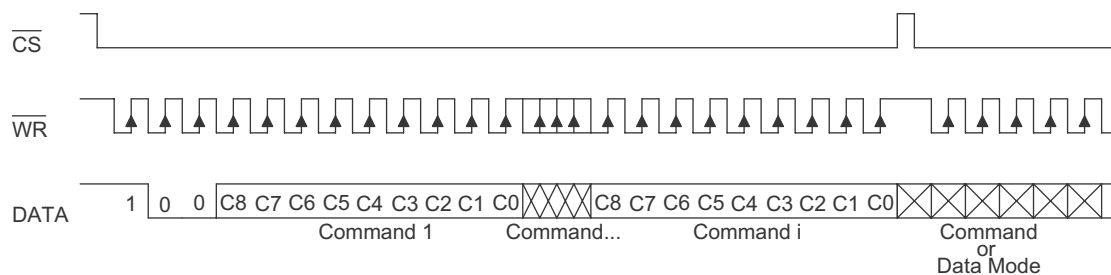 CS
WR
DATA 1 0 0 C8 C7 C6 C5 C4 C3 C2 C1 C0 C8 C7 C6 C5 C4 C3 C2 C1 C0
Command 1 Command... Command i Command
or
Data Mode